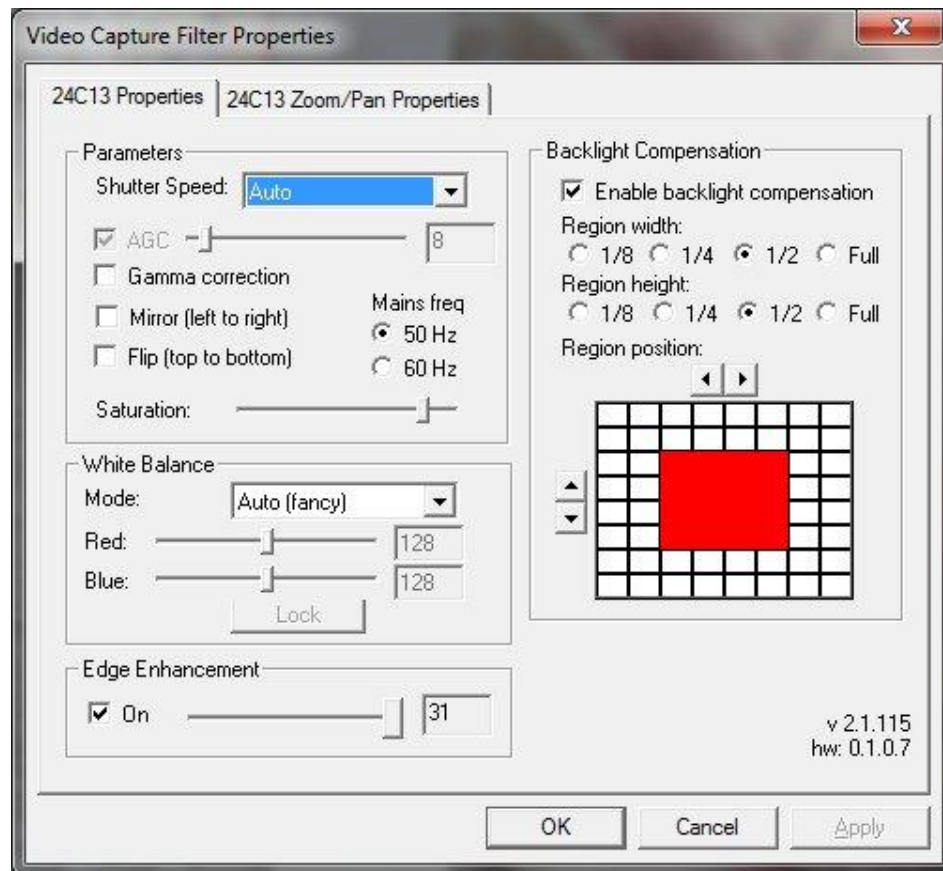 Video Capture Filter Properties
24C13 Properties
24C13 Zoom/Pan Properties
Parameters
Shutter Speed: Auto
AGC 8
Gamma correction
Mirror (left to right)
Flip (top to bottom)
Mains freq
50 Hz
60 Hz
Saturation:
White Balance
Mode: Auto (fancy)
Red: 128
Blue: 128
Lock
Edge Enhancement
On 31
Backlight Compensation
Enable backlight compensation
Region width:
1/8 1/4 1/2 Full
Region height:
1/8 1/4 1/2 Full
Region position:
v 2.1.115
hw: 0.1.0.7
OK Cancel Apply